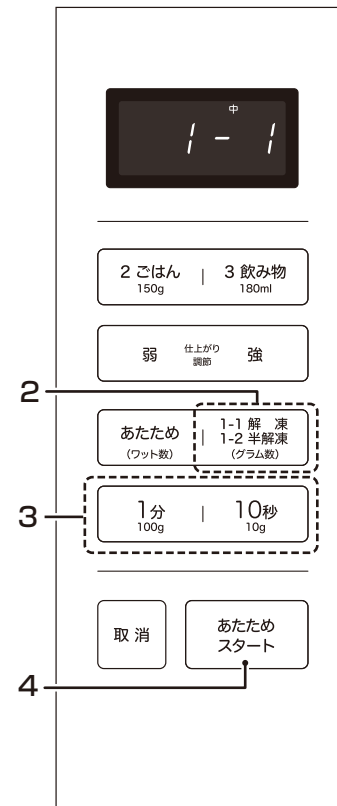 中
1 - 1
2 ごはん | 3 飲み物
150g 180ml
弱 仕上がり調節 強
2
あたため | 1-1 解 凍
1-2 半解凍
(ワット数) (グラム数)
3
1分 | 10秒
100g 10g
取 消
あたため
スタート
4